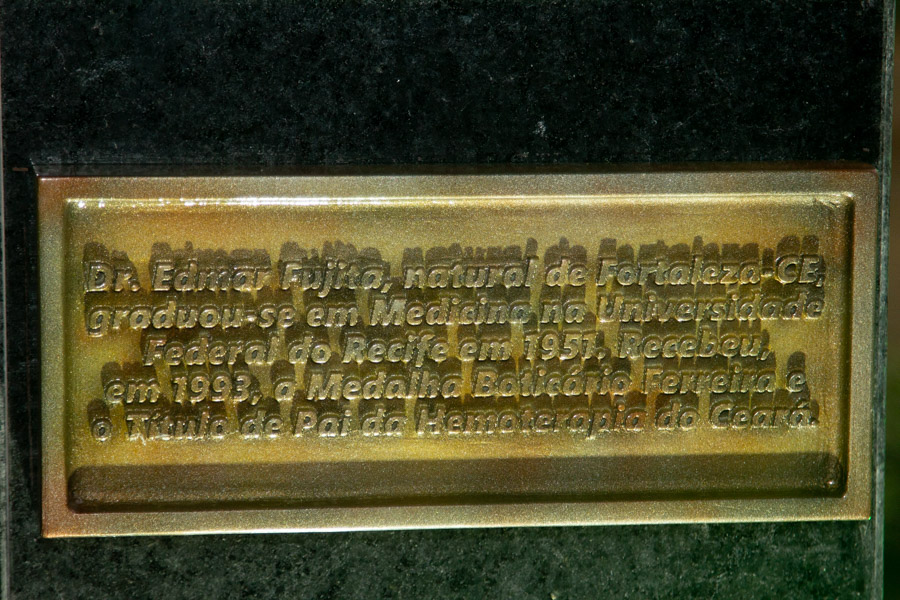 Dr. Edmar Fujita, natural de Fortaleza-CE,
graduou-se em Medicina na Universidade
Federal do Recife em 1951. Recebeu,
em 1993, a Medalha Boticário Ferreira e
o Título de Pai da Hemoterapia do Ceará.